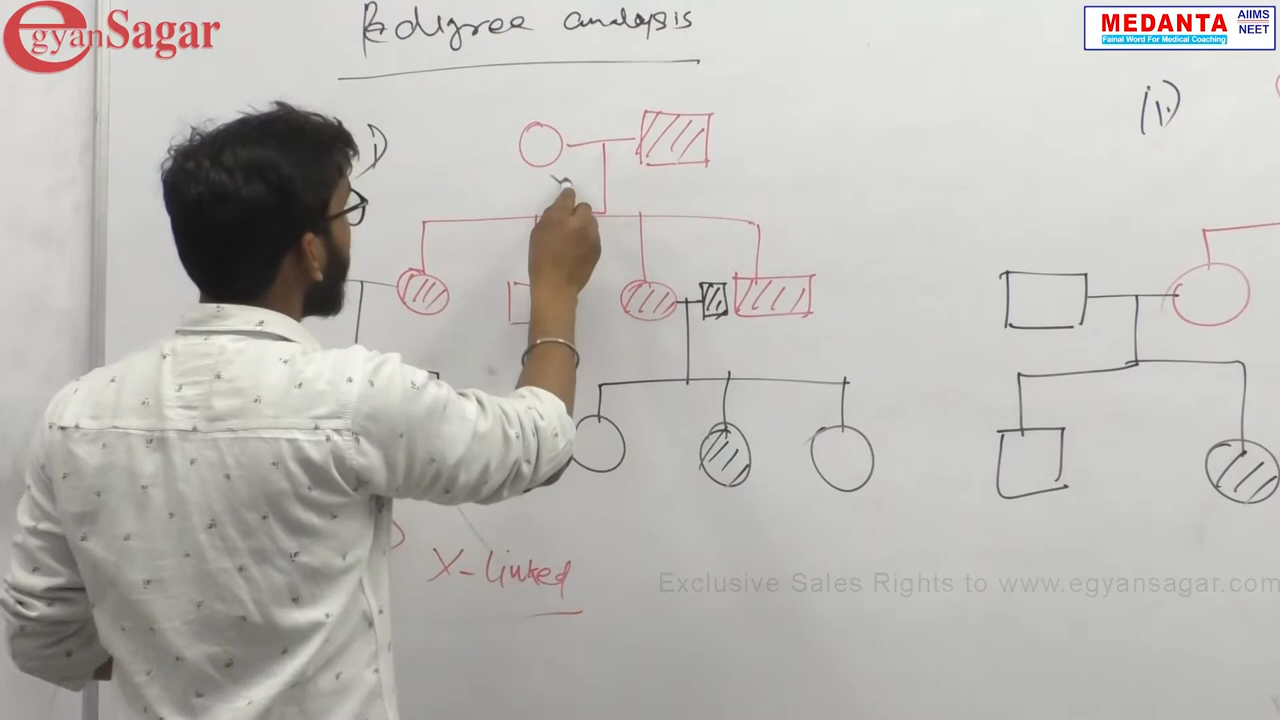 egyanSagar
MEDANTA
Fainal Word For Medical Coaching
AIIMS
NEET
Pedigree analysis
i)
(i)
X-linked
Exclusive Sales Rights to www.egyansagar.com